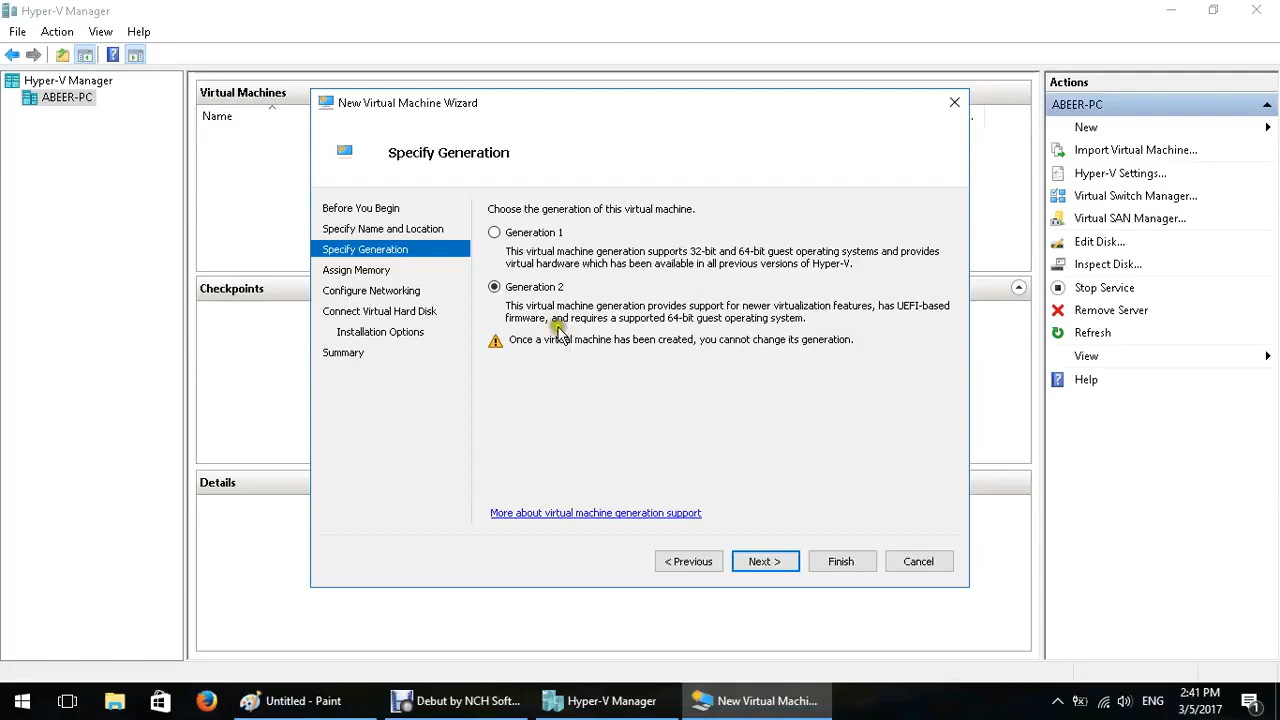 Hyper-V Manager
File Action View Help
Hyper-V Manager
ABEER-PC
Virtual Machines
Name
Checkpoints
Details
New Virtual Machine Wizard
Specify Generation
Before You Begin
Specify Name and Location
Specify Generation
Assign Memory
Configure Networking
Connect Virtual Hard Disk
Installation Options
Summary
Choose the generation of this virtual machine.
Generation 1
This virtual machine generation supports 32-bit and 64-bit guest operating systems and provides
virtual hardware which has been available in all previous versions of Hyper-V.
Generation 2
This virtual machine generation provides support for newer virtualization features, has UEFI-based
firmware, and requires a supported 64-bit guest operating system.
Once a virtual machine has been created, you cannot change its generation.
More about virtual machine generation support
< Previous Next > Finish Cancel
Actions
ABEER-PC
New
Import Virtual Machine...
Hyper-V Settings...
Virtual Switch Manager...
Virtual SAN Manager...
Edit Disk...
Inspect Disk...
Stop Service
Remove Server
Refresh
View
Help
Untitled - Paint Debut by NCH Soft... Hyper-V Manager New Virtual Machi... ENG
2:41 PM
3/5/2017
1